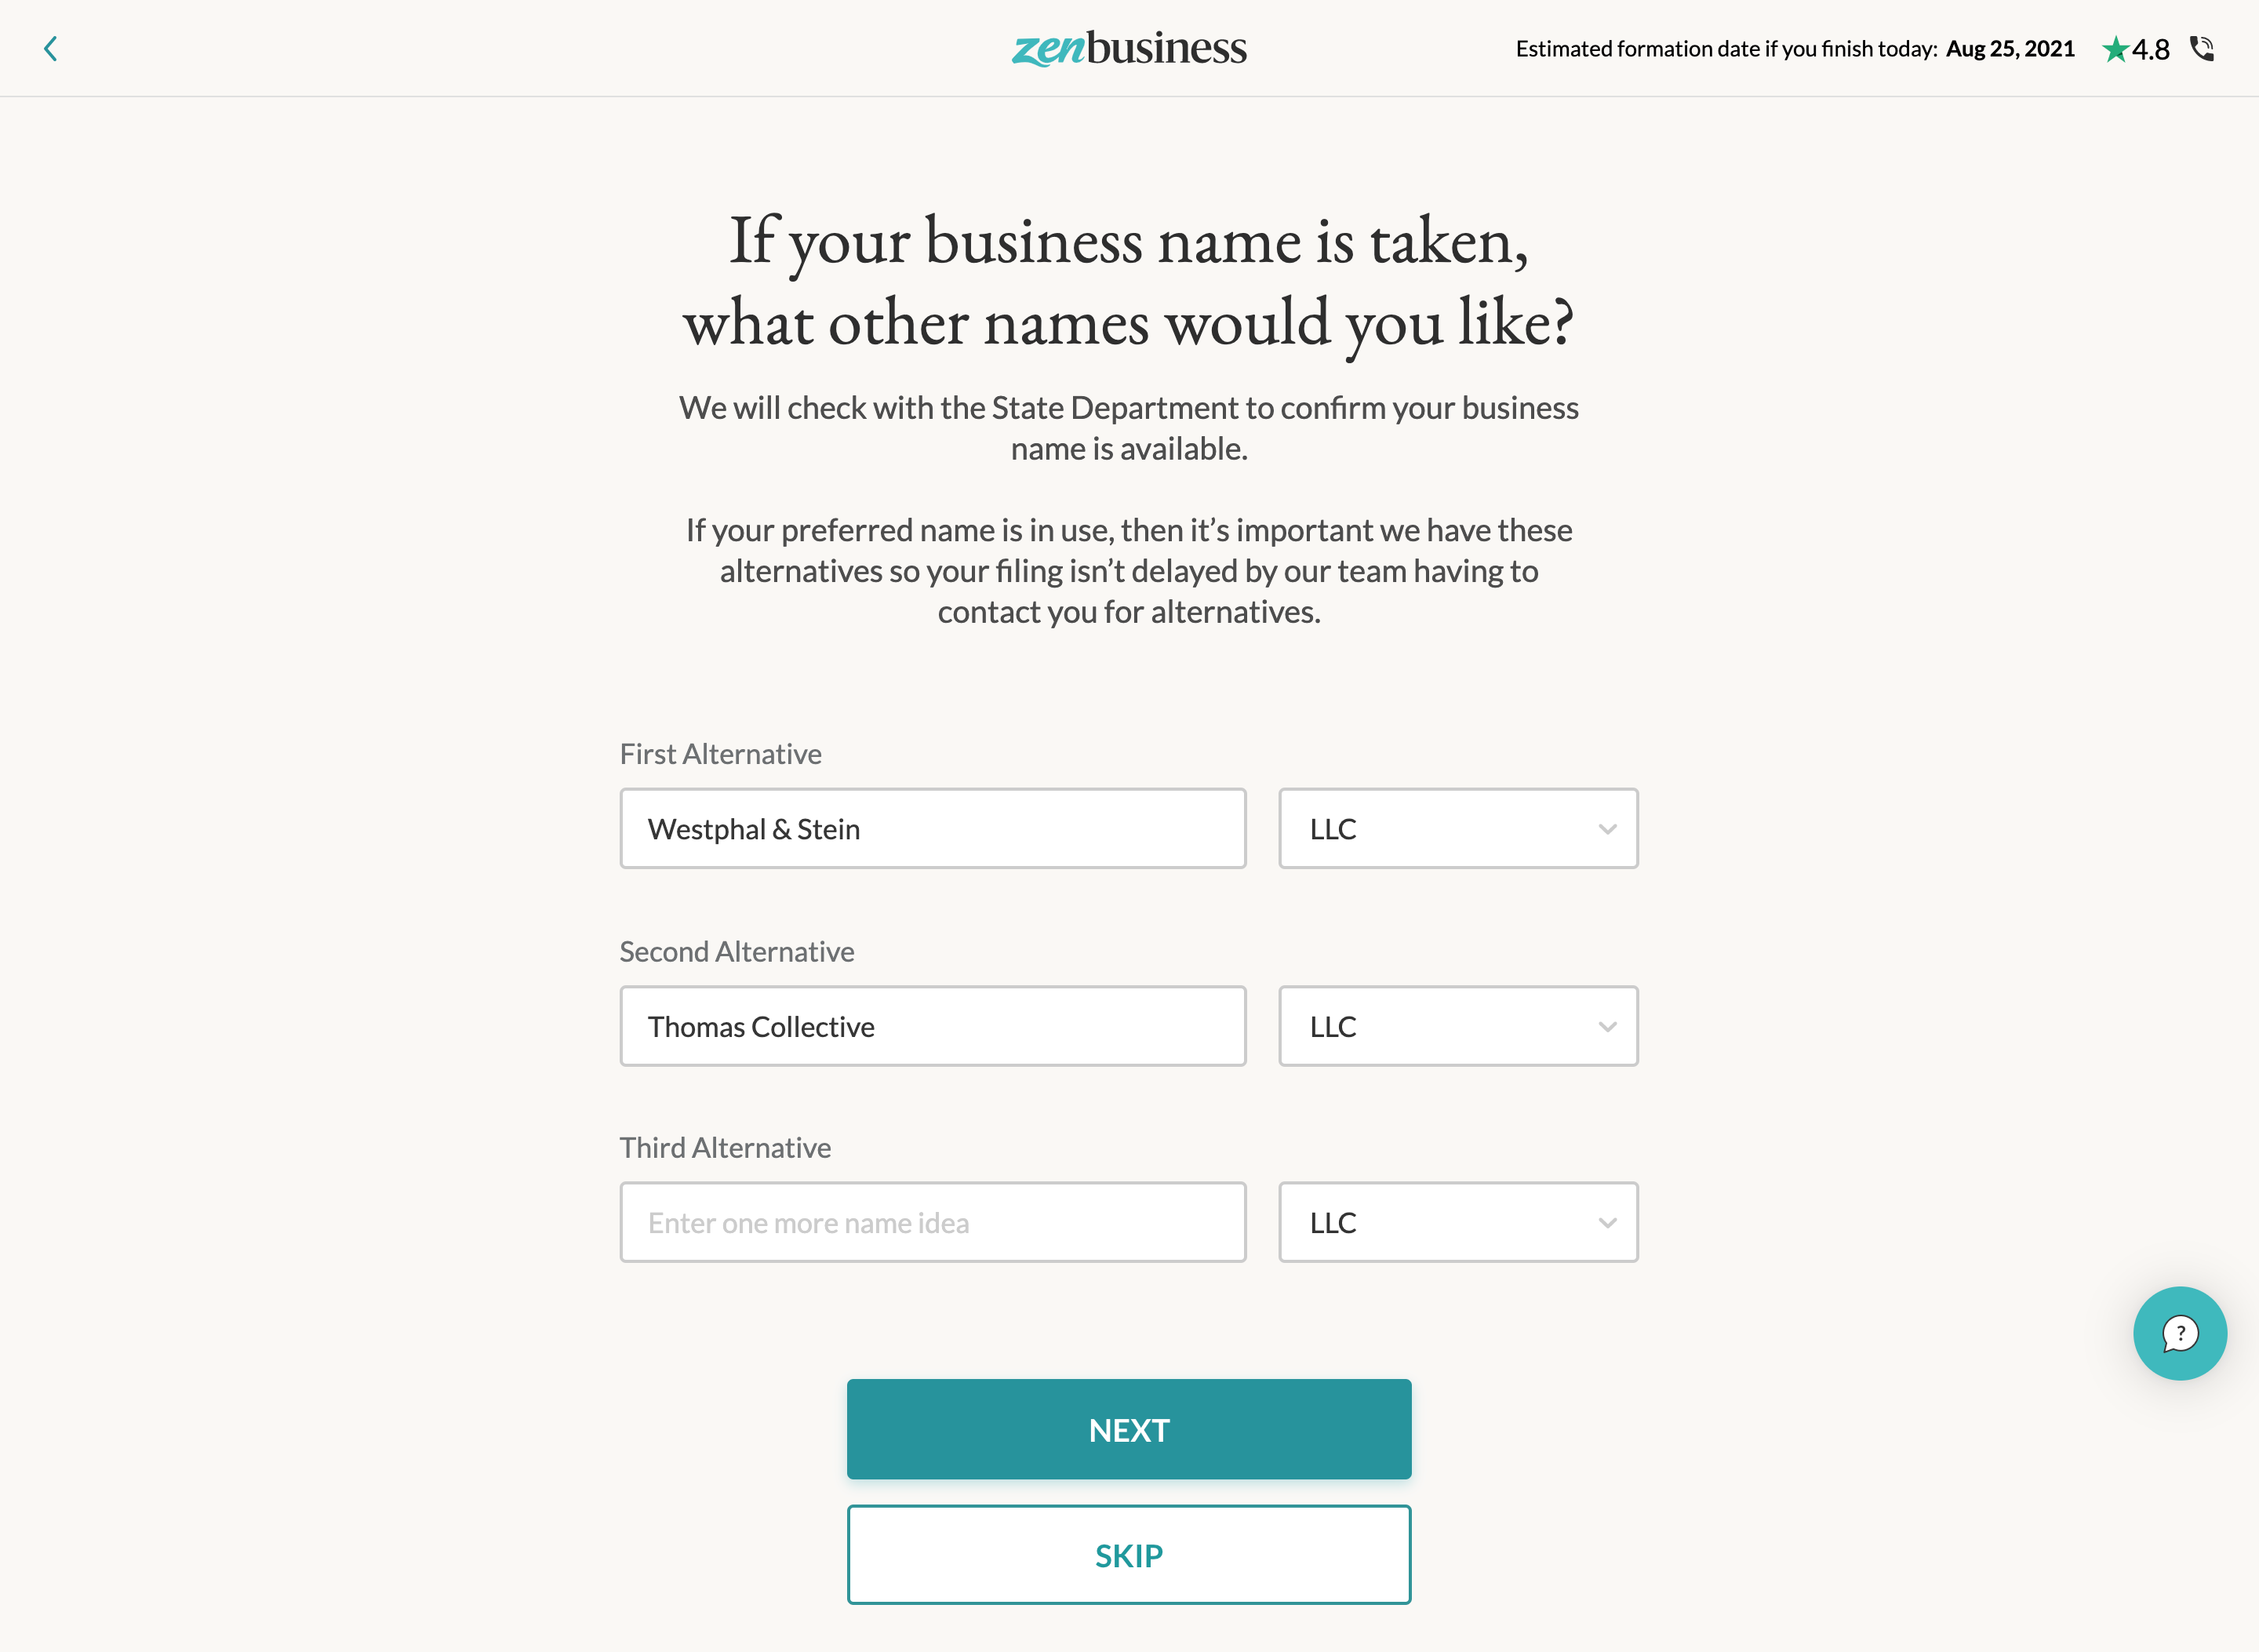 zenbusiness
Estimated formation date if you finish today: Aug 25, 2021
4.8
If your business name is taken,
what other names would you like?
We will check with the State Department to confirm your business
name is available.
If your preferred name is in use, then it’s important we have these
alternatives so your filing isn’t delayed by our team having to
contact you for alternatives.
First Alternative
Westphal & Stein
LLC
Second Alternative
Thomas Collective
LLC
Third Alternative
Enter one more name idea
LLC
?
NEXT
SKIP